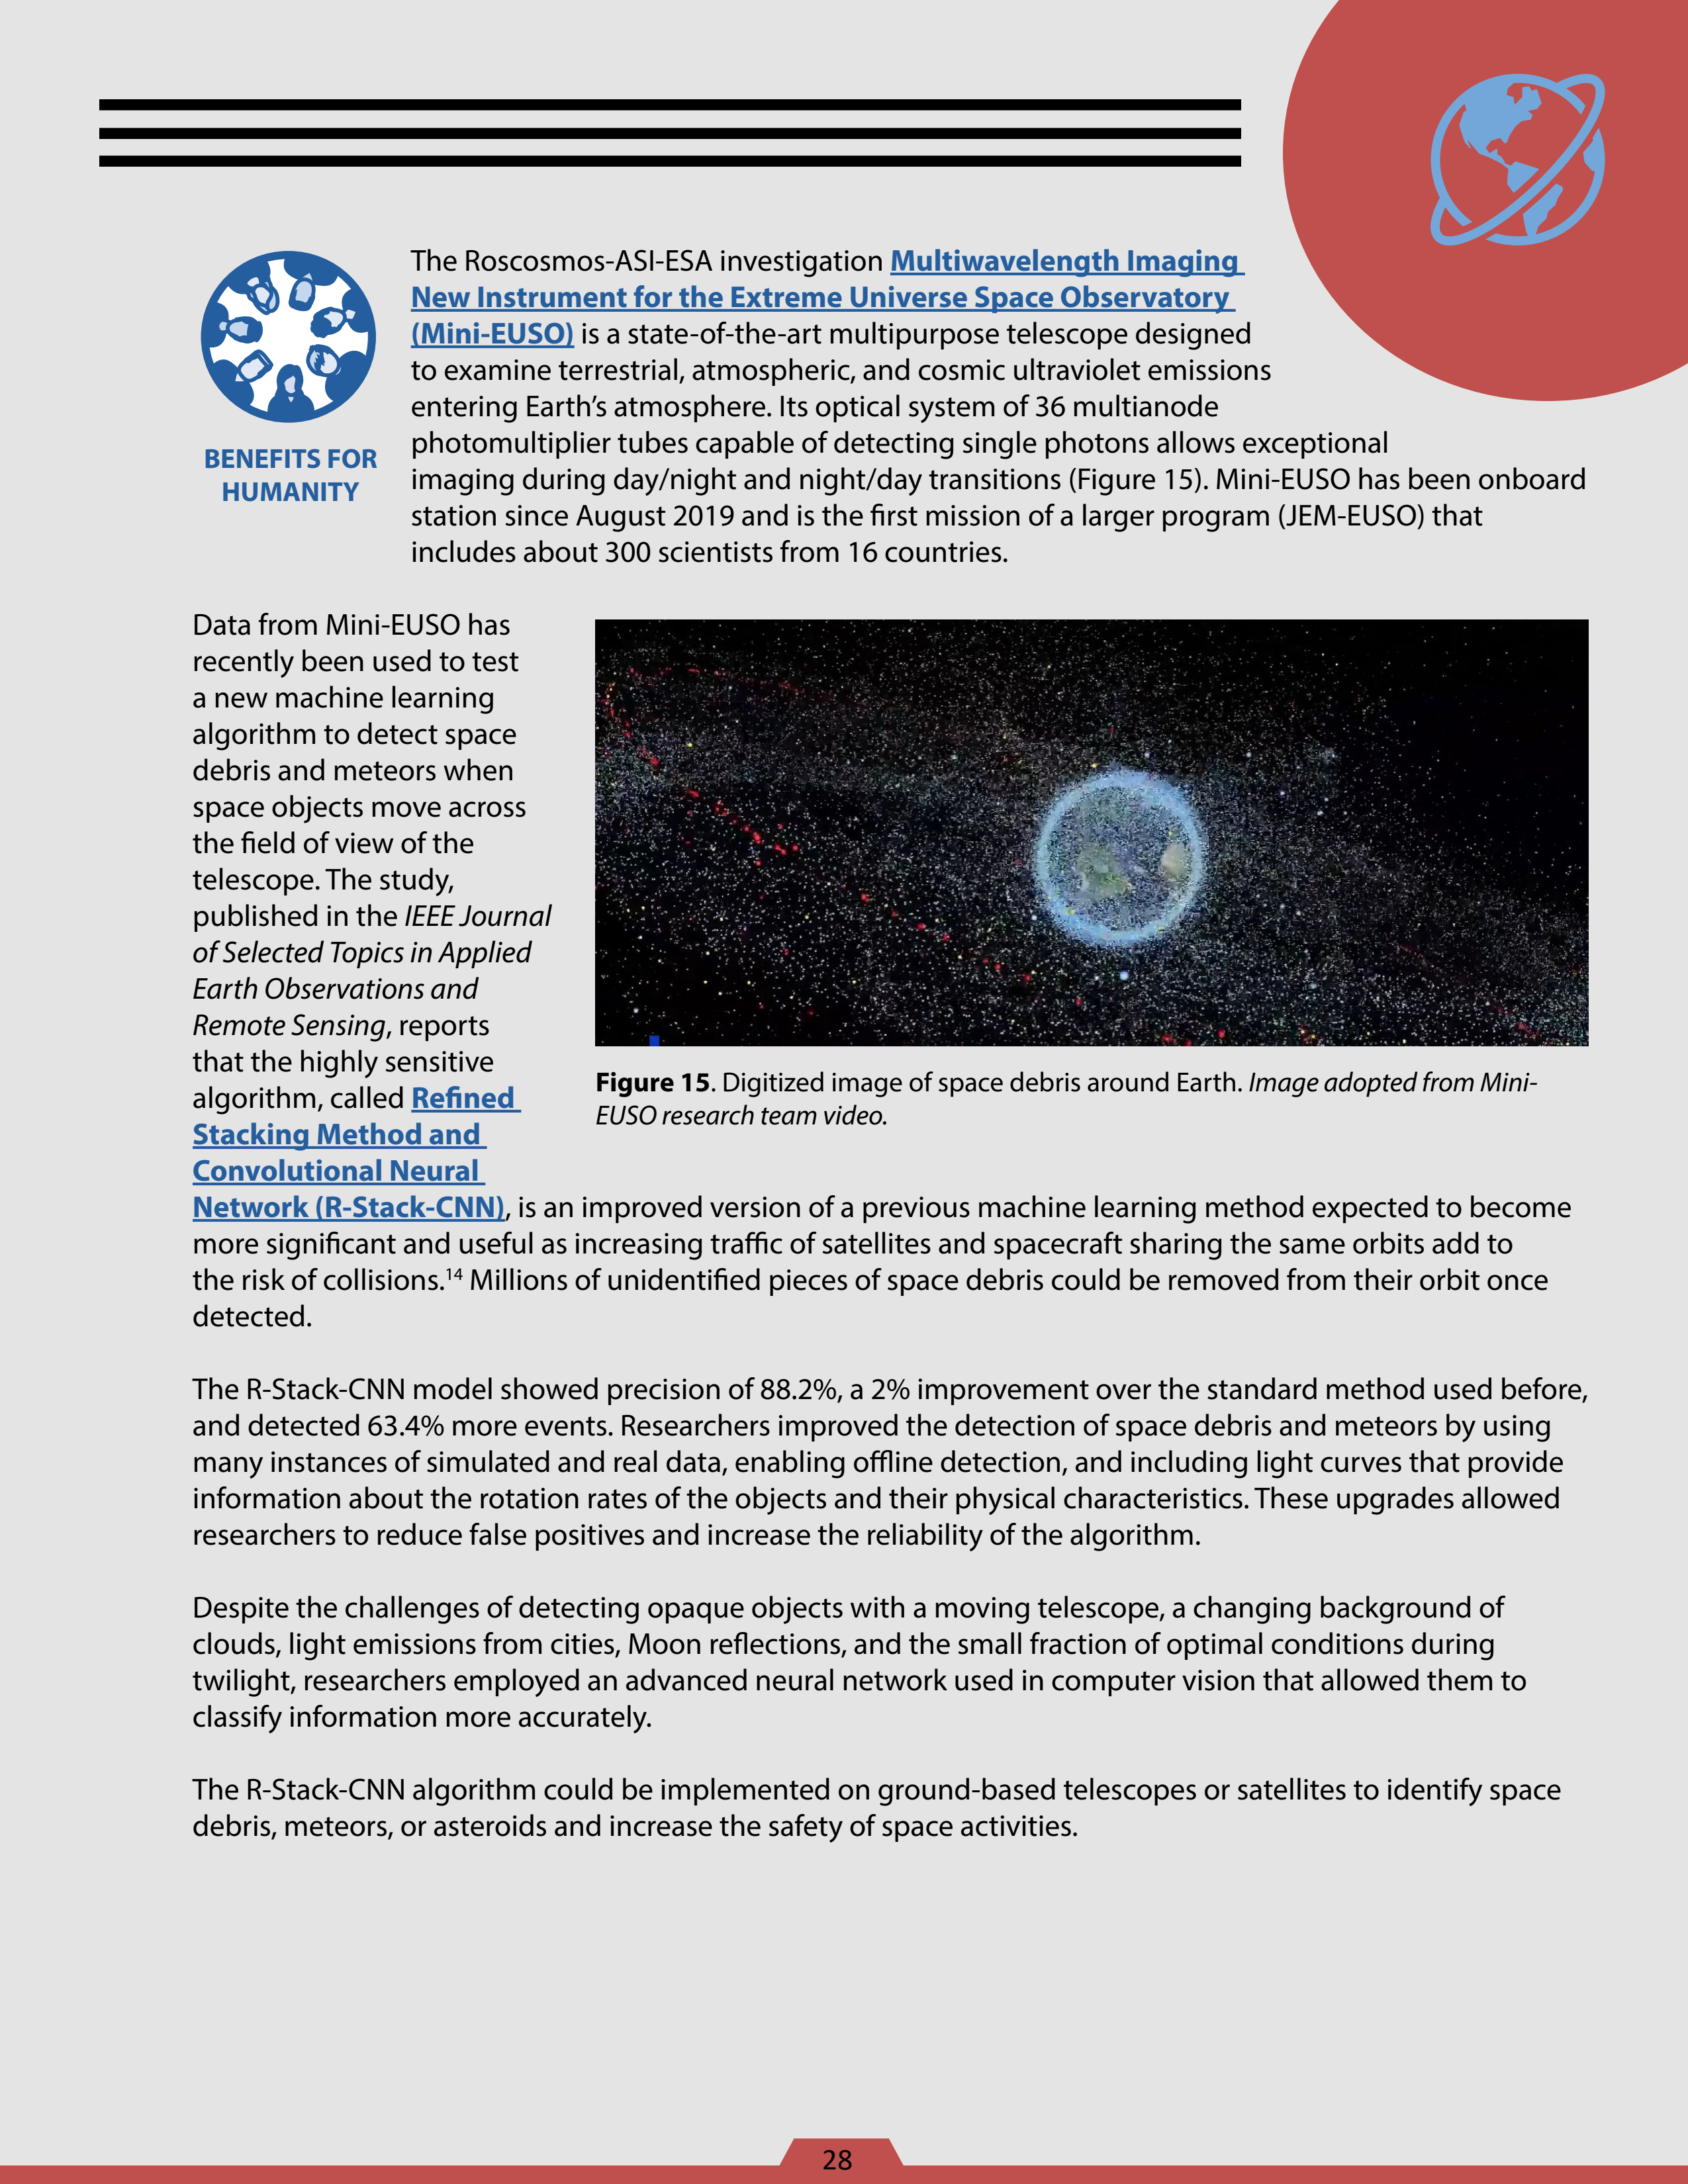 The Roscosmos-ASI-ESA investigation Multiwavelength Imaging
New Instrument for the Extreme Universe Space Observatory
(Mini-EUSO) is a state-of-the-art multipurpose telescope designed
to examine terrestrial, atmospheric, and cosmic ultraviolet emissions
entering Earth’s atmosphere. Its optical system of 36 multianode
photomultiplier tubes capable of detecting single photons allows exceptional
imaging during day/night and night/day transitions (Figure 15). Mini-EUSO has been onboard
station since August 2019 and is the first mission of a larger program (JEM-EUSO) that
includes about 300 scientists from 16 countries.
BENEFITS FOR
HUMANITY
Data from Mini-EUSO has
recently been used to test
a new machine learning
algorithm to detect space
debris and meteors when
space objects move across
the field of view of the
telescope. The study,
published in the IEEE Journal
of Selected Topics in Applied
Earth Observations and
Remote Sensing, reports
that the highly sensitive
algorithm, called Refined
Stacking Method and
Convolutional Neural
Network (R-Stack-CNN), is an improved version of a previous machine learning method expected to become
more significant and useful as increasing traffic of satellites and spacecraft sharing the same orbits add to
the risk of collisions.14 Millions of unidentified pieces of space debris could be removed from their orbit once
detected.
Figure 15. Digitized image of space debris around Earth. Image adopted from Mini-
EUSO research team video.
The R-Stack-CNN model showed precision of 88.2%, a 2% improvement over the standard method used before,
and detected 63.4% more events. Researchers improved the detection of space debris and meteors by using
many instances of simulated and real data, enabling offline detection, and including light curves that provide
information about the rotation rates of the objects and their physical characteristics. These upgrades allowed
researchers to reduce false positives and increase the reliability of the algorithm.
Despite the challenges of detecting opaque objects with a moving telescope, a changing background of
clouds, light emissions from cities, Moon reflections, and the small fraction of optimal conditions during
twilight, researchers employed an advanced neural network used in computer vision that allowed them to
classify information more accurately.
The R-Stack-CNN algorithm could be implemented on ground-based telescopes or satellites to identify space
debris, meteors, or asteroids and increase the safety of space activities.
28